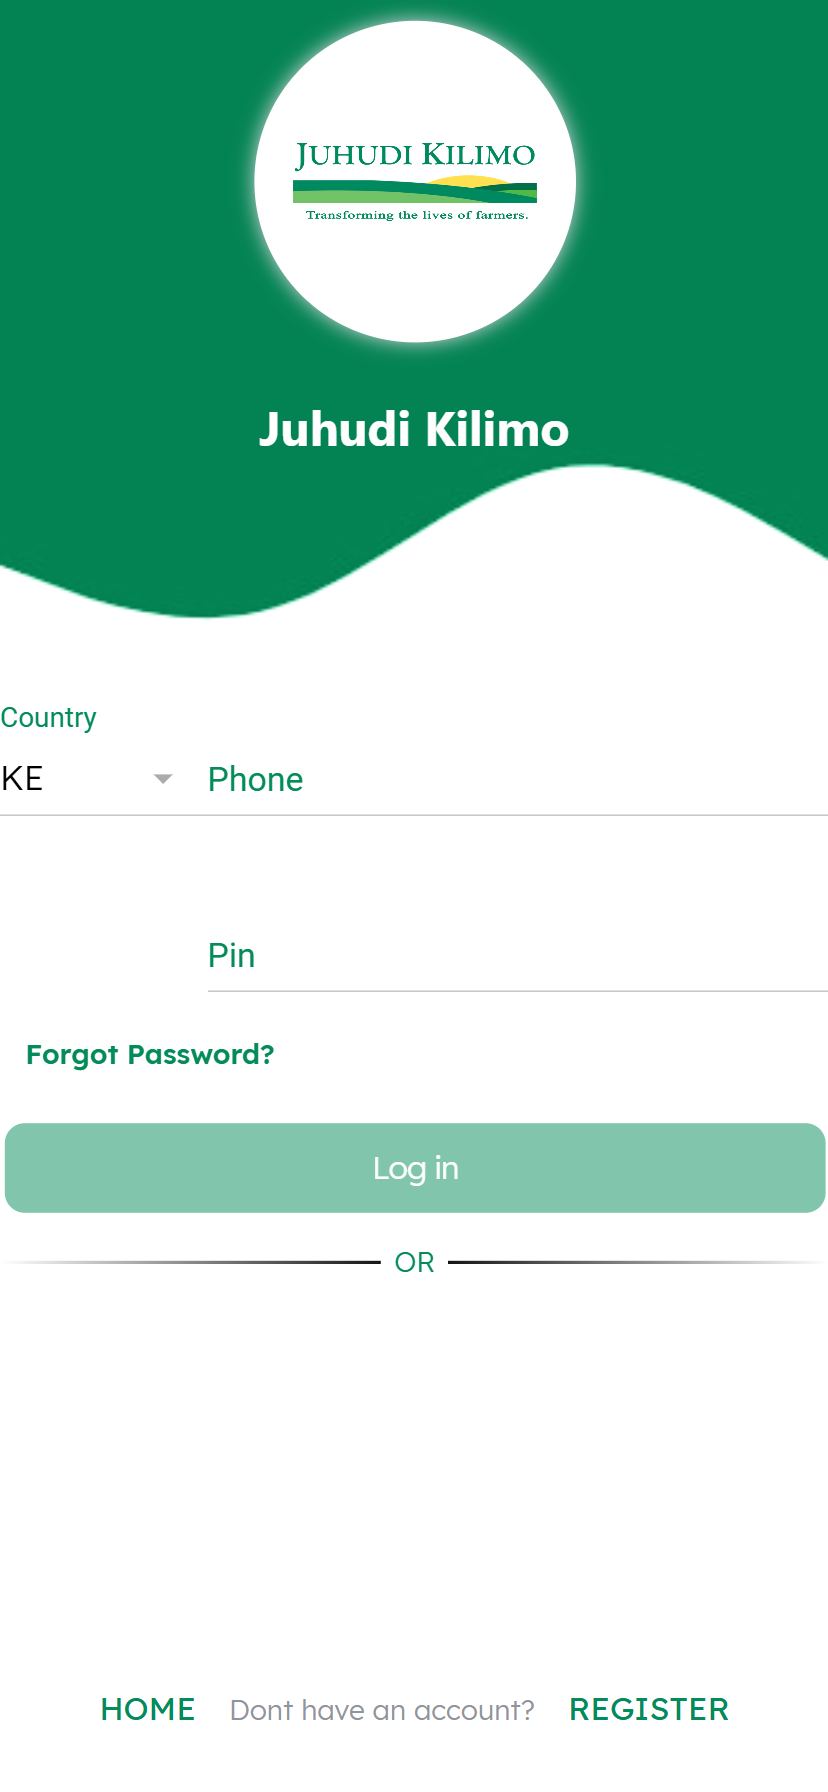 JUHUDI KILIMO
Transforming the lives of farmers.
Juhudi Kilimo
Country
KE
Phone
Pin
Forgot Password?
Log in
OR
HOME Dont have an account? REGISTER